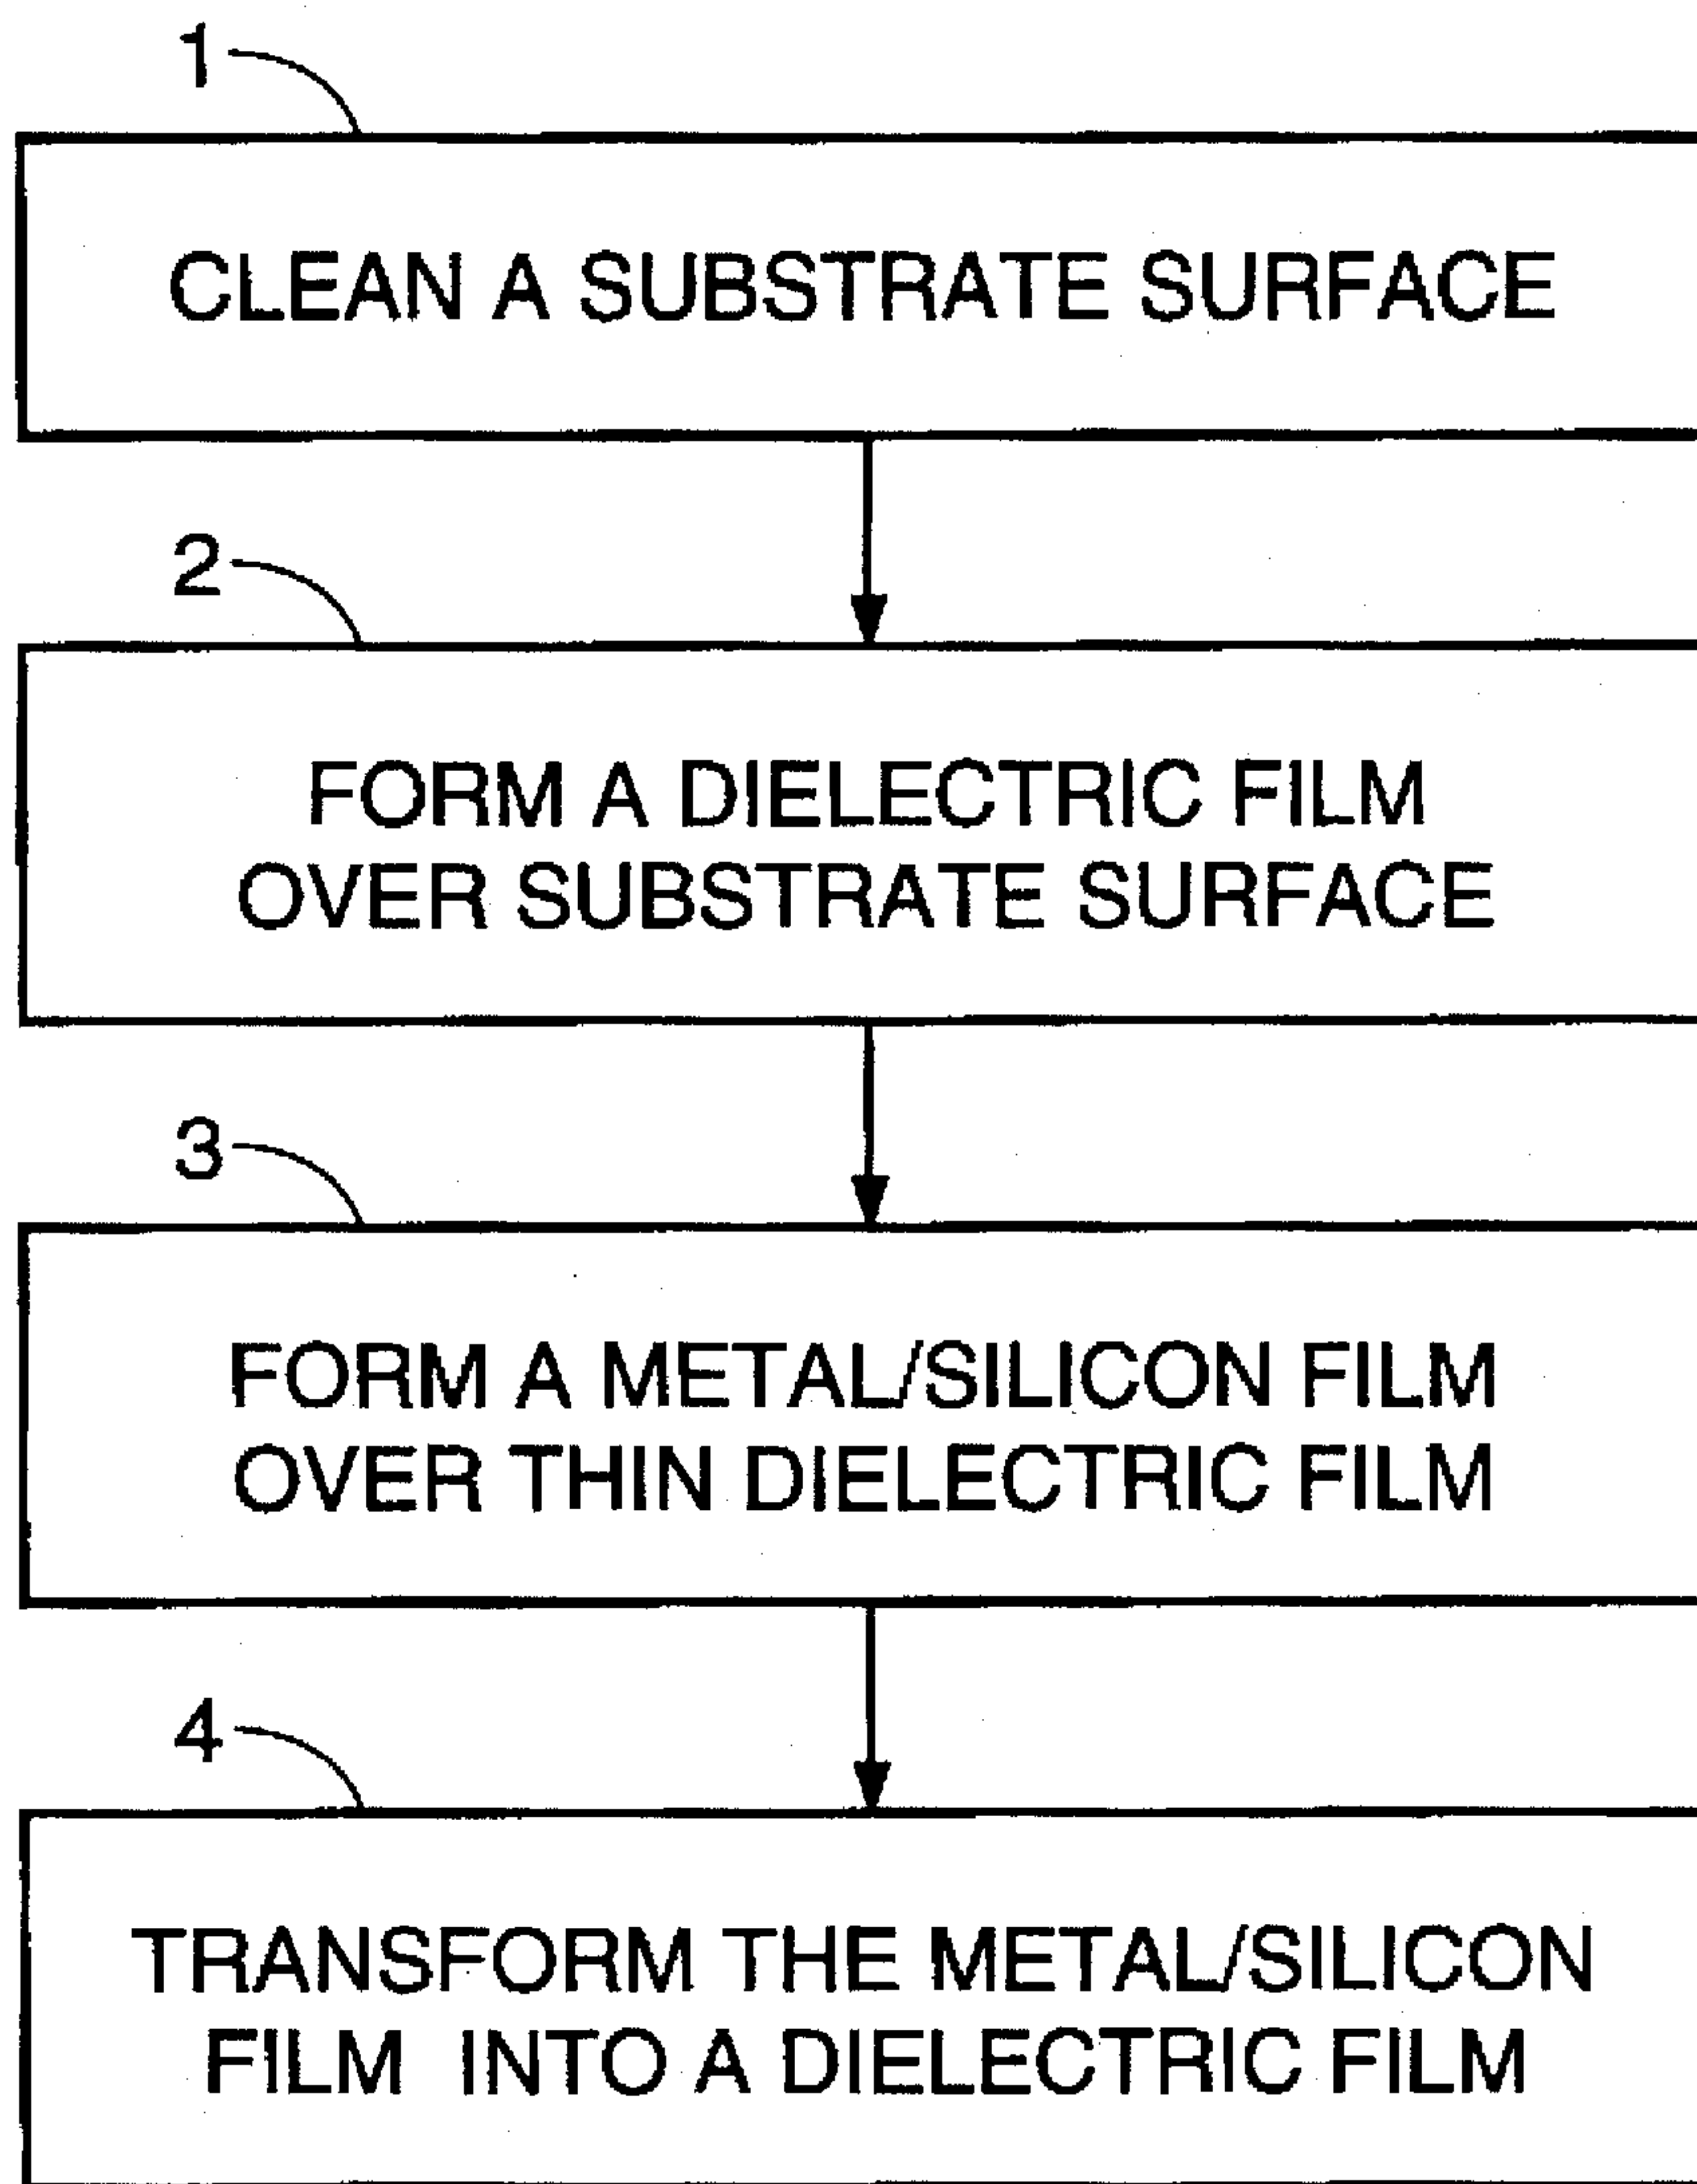 1
CLEAN A SUBSTRATE SURFACE
2
FORM A DIELECTRIC FILM
OVER SUBSTRATE SURFACE
3
FORM A METAL/SILICON FILM
OVER THIN DIELECTRIC FILM
4
TRANSFORM THE METAL/SILICON
FILM INTO A DIELECTRIC FILM